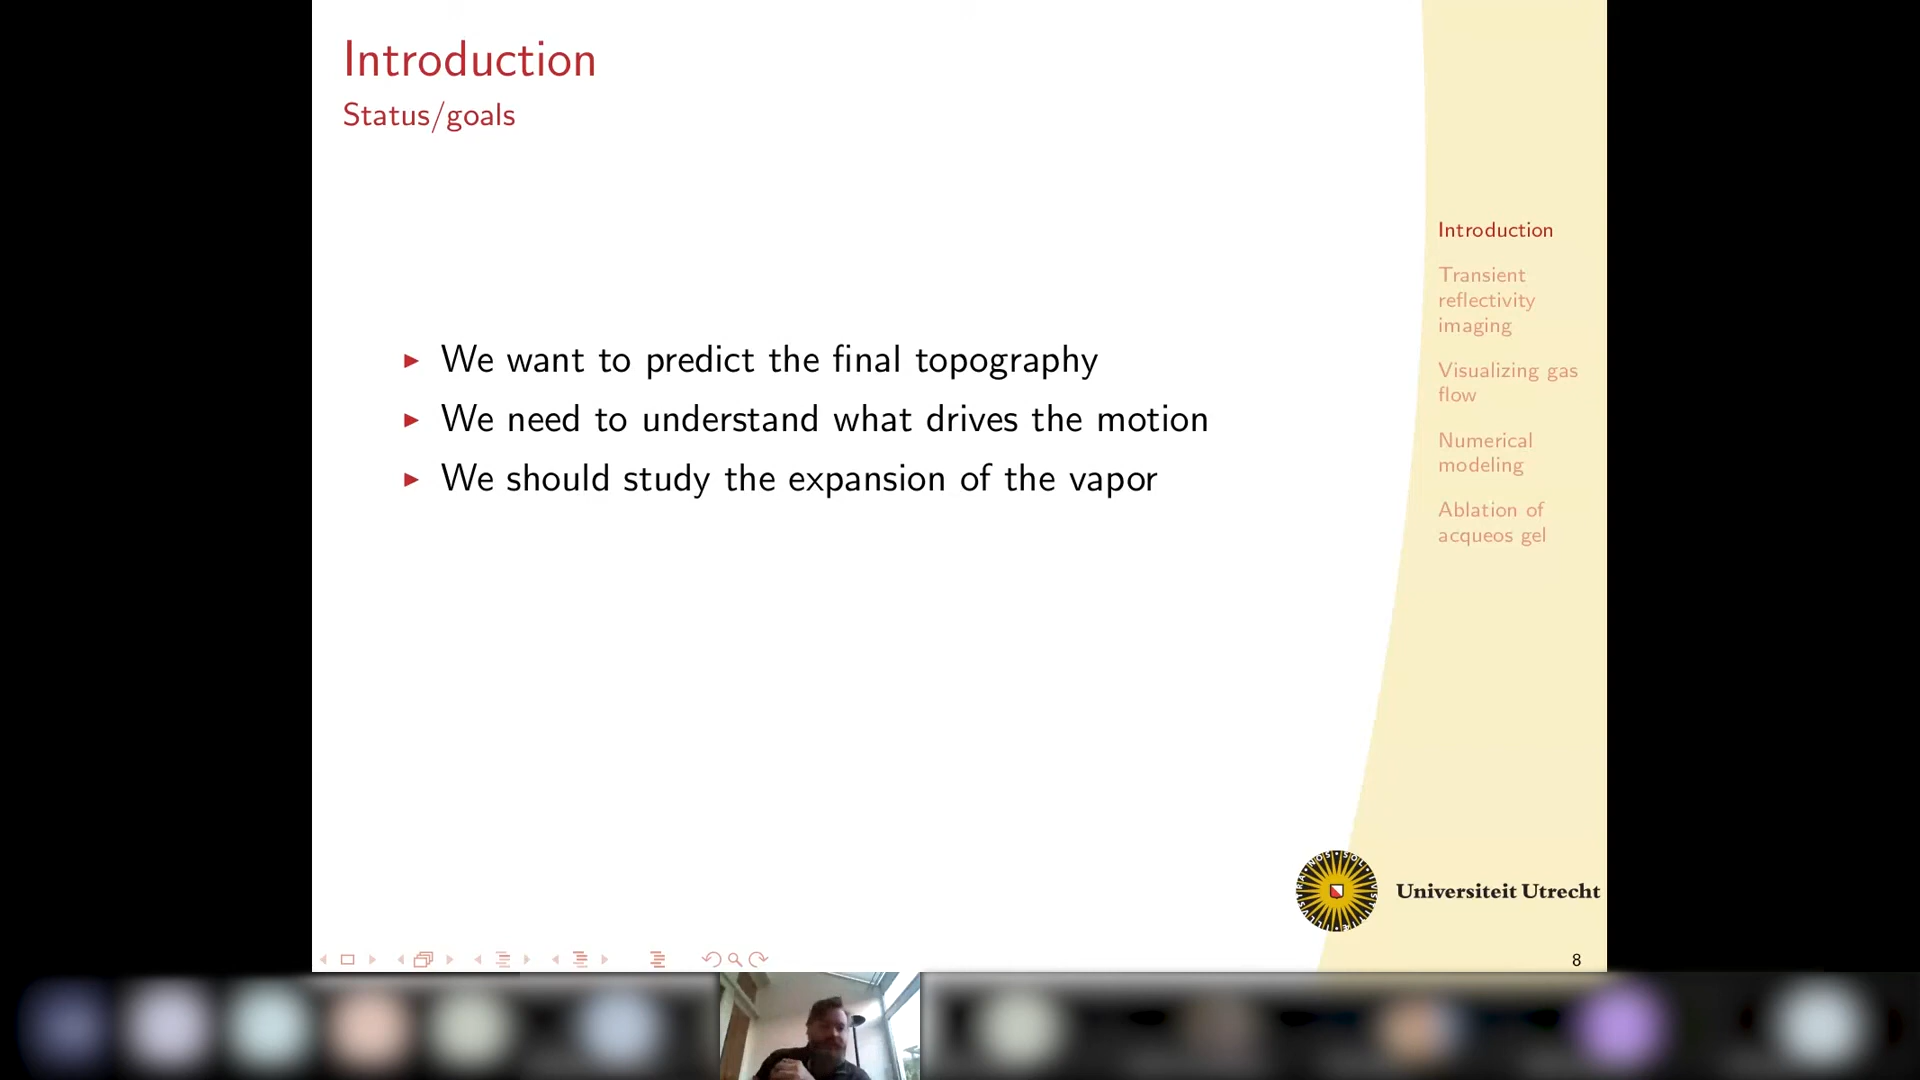 Introduction
Status/goals
We want to predict the final topography
We need to understand what drives the motion
We should study the expansion of the vapor
Introduction
Transient
reflectivity
imaging
Visualizing gas
flow
Numerical
modeling
Ablation of
acqueos gel
Universiteit Utrecht
8